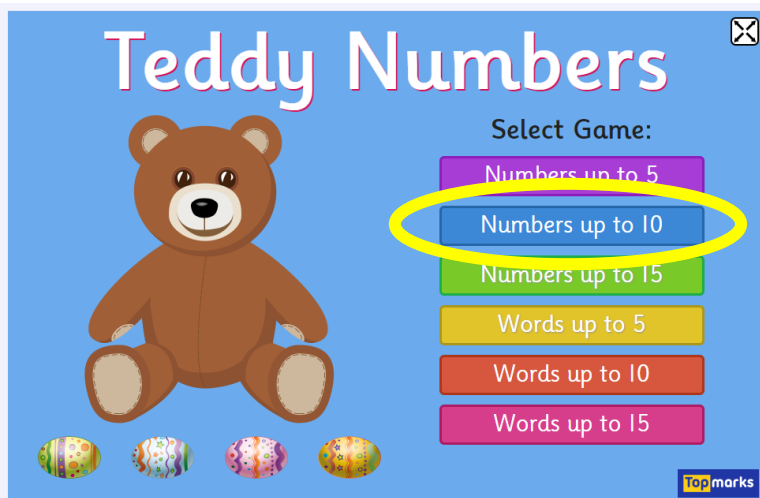 Teddy Numbers
Select Game:
Numbers up to 5
Numbers up to 10
Numbers up to 15
Words up to 5
Words up to 10
Words up to 15
Topmarks